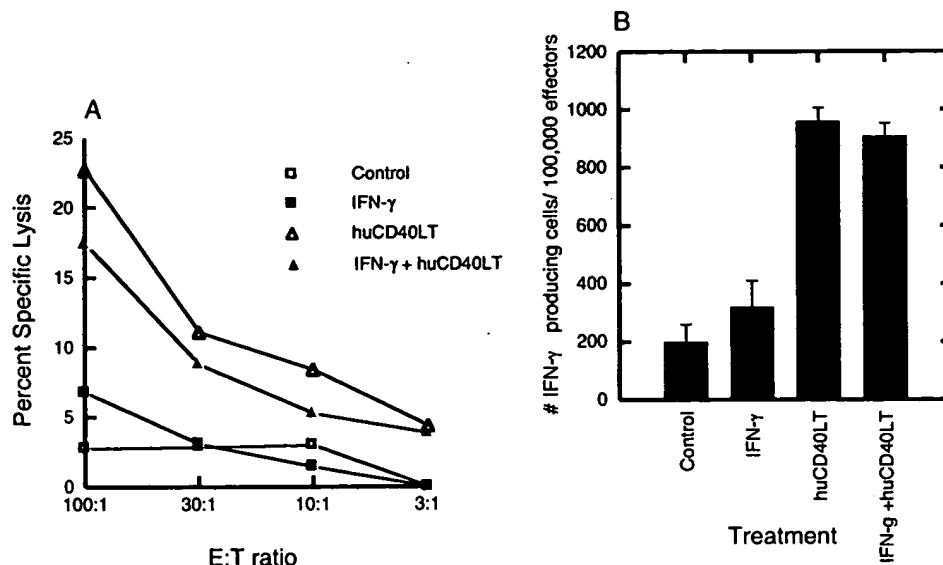 A
25
20
15
10
5
0
Percent Specific Lysis
100:1
30:1
10:1
3:1
E:T ratio
Control
IFN-γ
huCD40LT
IFN-γ + huCD40LT
B
1200
1000
800
600
400
200
0
# IFN-γ producing cells/ 100,000 effectors
Control
IFN-γ
huCD40LT
IFN-g +huCD40LT
Treatment